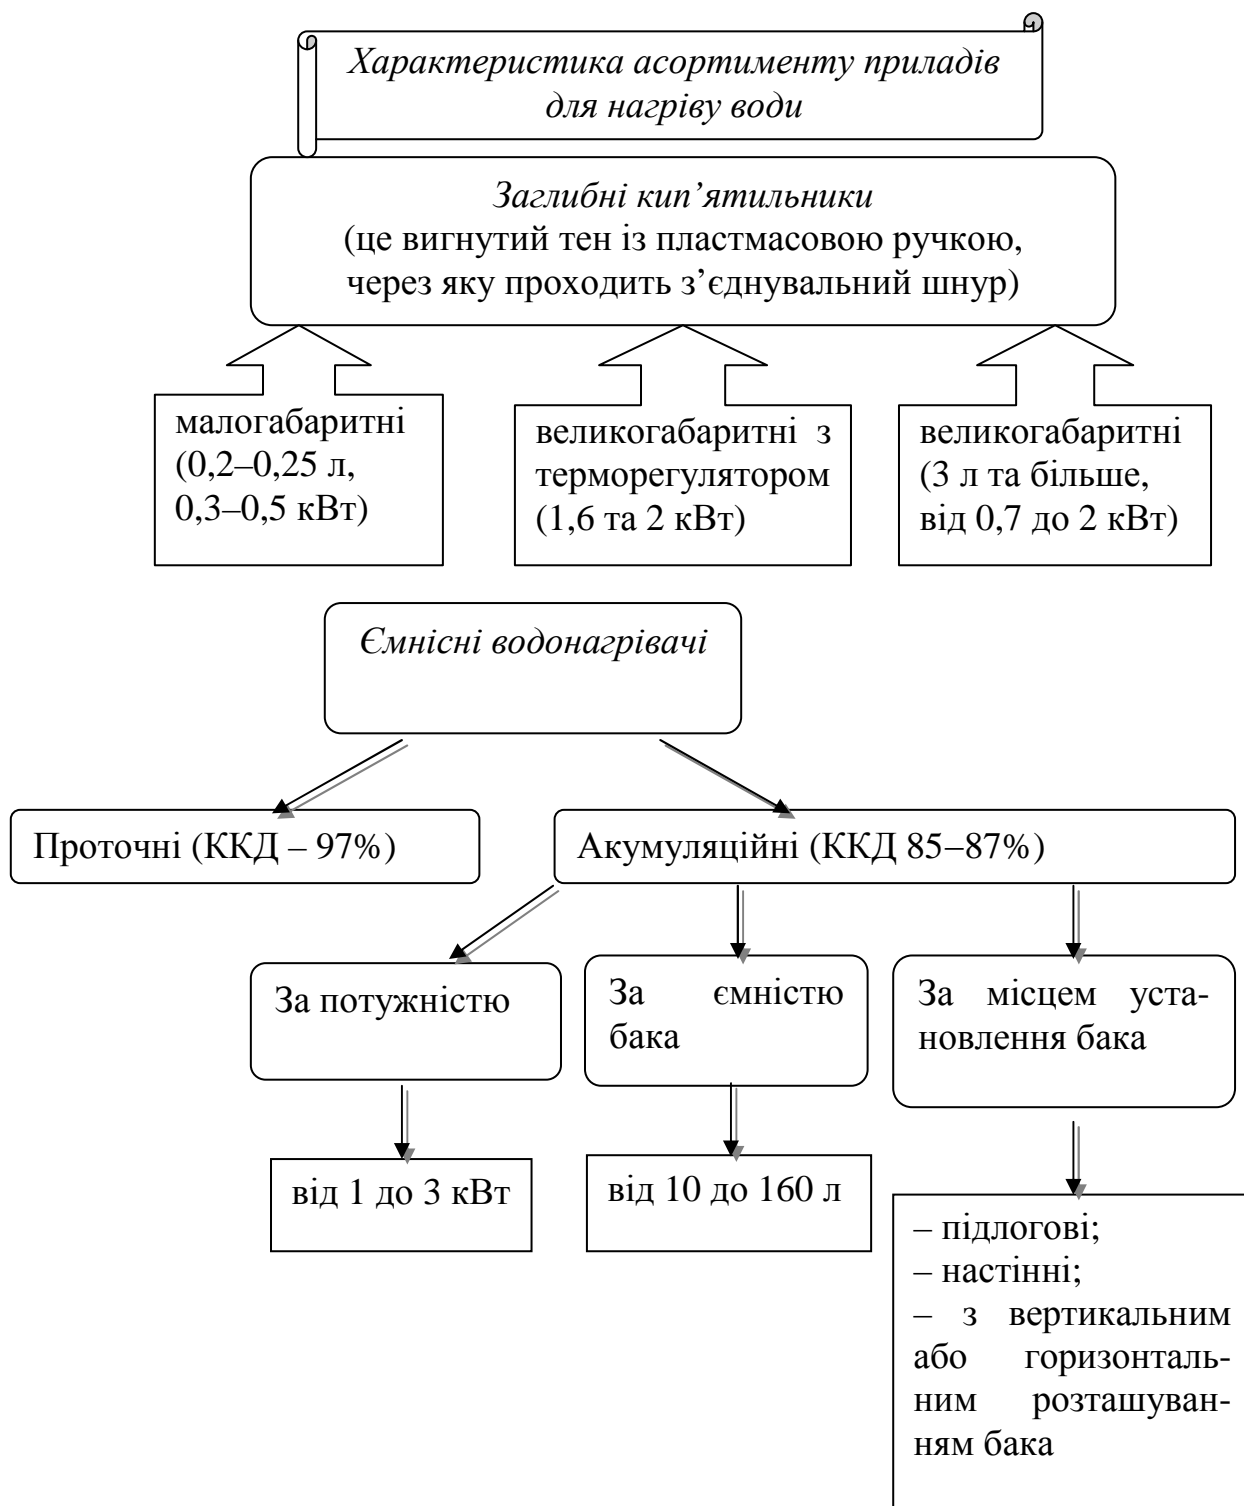 Характеристика асортименту приладів
для нагріву води
Заглибні кип’ятильники
(це вигнутий тен із пластмасовою ручкою,
через яку проходить з’єднувальний шнур)
малогабаритні
(0,2–0,25 л,
0,3–0,5 кВт)
великогабаритні з
терморегулятором
(1,6 та 2 кВт)
великогабаритні
(3 л та більше,
від 0,7 до 2 кВт)
Ємнісні водонагрівачі
Проточні (ККД – 97%)
Акумуляційні (ККД 85–87%)
За потужністю
За ємністю
бака
За місцем уста-
новлення бака
від 1 до 3 кВт
від 10 до 160 л
– підлогові;
– настінні;
– з вертикальним
або горизонталь-
ним розташуван-
ням бака